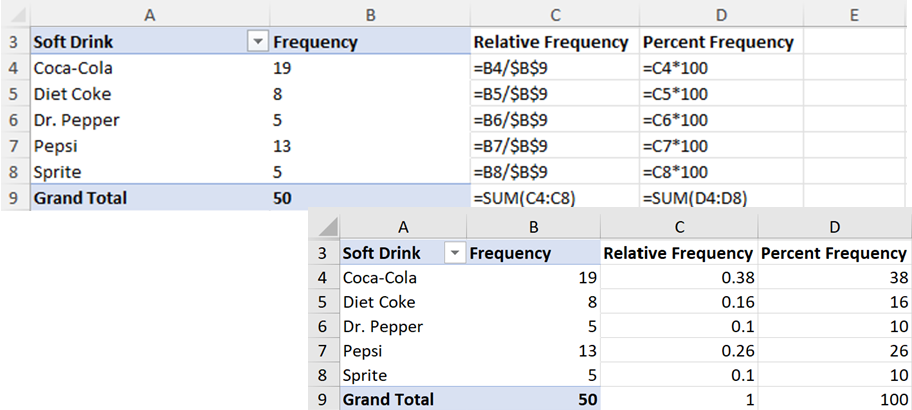 A B C D E
3 Soft Drink Frequency Relative Frequency Percent Frequency
4 Coca-Cola 19 =B4/$B$9 =C4*100
5 Diet Coke 8 =B5/$B$9 =C5*100
6 Dr. Pepper 5 =B6/$B$9 =C6*100
7 Pepsi 13 =B7/$B$9 =C7*100
8 Sprite 5 =B8/$B$9 =C8*100
9 Grand Total 50 =SUM(C4:C8) =SUM(D4:D8)
A B C D
3 Soft Drink Frequency Relative Frequency Percent Frequency
4 Coca-Cola 19 0.38 38
5 Diet Coke 8 0.16 16
6 Dr. Pepper 5 0.1 10
7 Pepsi 13 0.26 26
8 Sprite 5 0.1 10
9 Grand Total 50 1 100